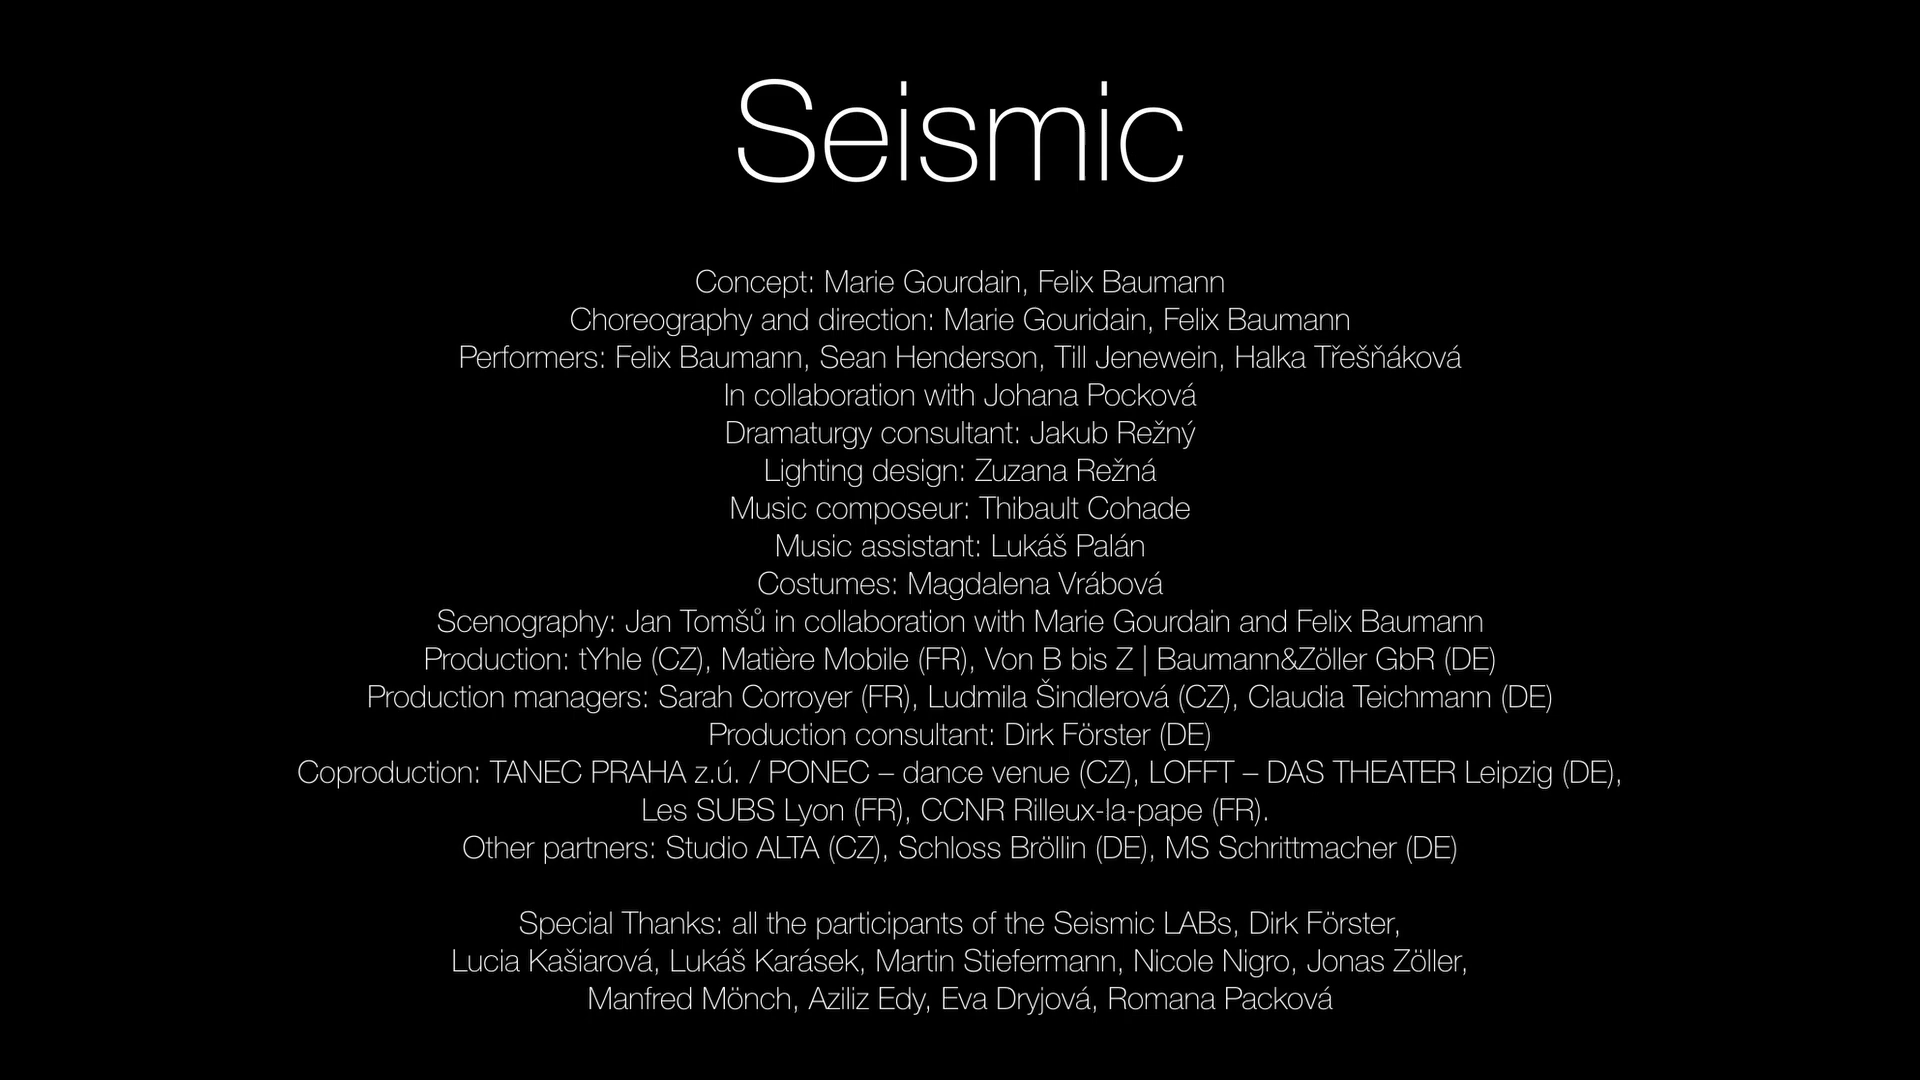 Seismic
Concept: Marie Gourdain, Felix Baumann
Choreography and direction: Marie Gouridain, Felix Baumann
Performers: Felix Baumann, Sean Henderson, Till Jenewein, Halka Třešňáková
In collaboration with Johana Pocková
Dramaturgy consultant: Jakub Režný
Lighting design: Zuzana Režná
Music composeur: Thibault Cohade
Music assistant: Lukáš Palán
Costumes: Magdalena Vrábová
Scenography: Jan Tomšů in collaboration with Marie Gourdain and Felix Baumann
Production: tYhle (CZ), Matière Mobile (FR), Von B bis Z | Baumann&Zöller GbR (DE)
Production managers: Sarah Corroyer (FR), Ludmila Šindlerová (CZ), Claudia Teichmann (DE)
Production consultant: Dirk Förster (DE)
Coproduction: TANEC PRAHA z.ú. / PONEC – dance venue (CZ), LOFFT – DAS THEATER Leipzig (DE),
Les SUBS Lyon (FR), CCNR Rilleux-la-pape (FR).
Other partners: Studio ALTA (CZ), Schloss Bröllin (DE), MS Schrittmacher (DE)
Special Thanks: all the participants of the Seismic LABs, Dirk Förster,
Lucia Kašiarová, Lukáš Karásek, Martin Stiefermann, Nicole Nigro, Jonas Zöller,
Manfred Mönch, Aziliz Edy, Eva Dryjová, Romana Packová